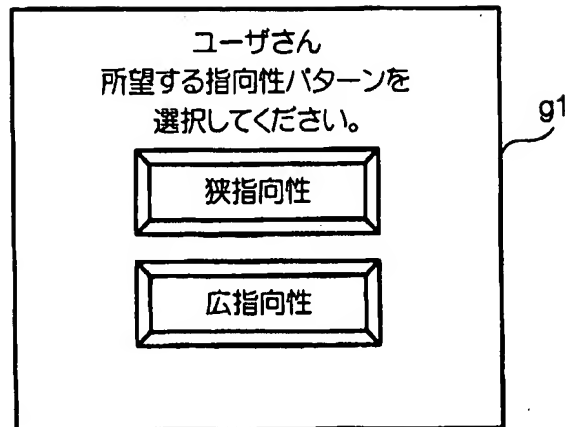 ユーザさん
所望する指向性パターンを
選択してください。
g1
狭指向性
広指向性